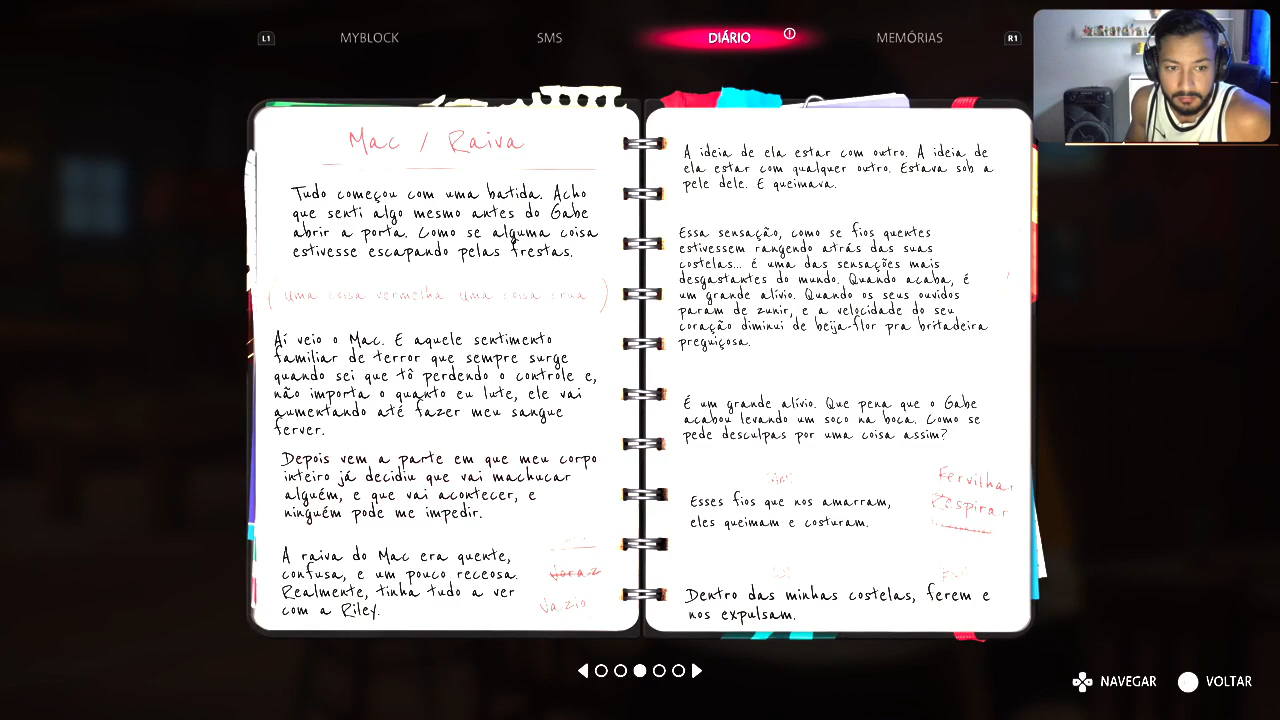 L1
MYBLOCK
SMS
DIÁRIO
MEMÓRIAS
R1
Mac / Raiva
Tudo começou com uma batida. Acho
que senti algo mesmo antes do Gabe
abrir a porta. Como se alguma coisa
estivesse escapando pelas frestas.
(uma coisa vermelha uma coisa crua)
Aí veio o Mac. E aquele sentimento
familiar de terror que sempre surge
quando sei que tô perdendo o controle e,
não importa o quanto eu lute, ele vai
aumentando até fazer meu sangue
ferver.
Depois vem a parte em que meu corpo
inteiro já decidiu que vai machucar
alguém, e que vai acontecer, e
ninguém pode me impedir.
A raiva do Mac era quente,
confusa, e um pouco receosa.
Realmente, tinha tudo a ver
com a Riley.
Voraz
Vazio
A ideia de ela estar com outro. A ideia de
ela estar com qualquer outro. Estava sob a
pele dele. E queimava.
Essa sensação, como se fios quentes
estivessem rangendo atrás das suas
costelas... é uma das sensações mais
desgastantes do mundo. Quando acaba, é
um grande alívio. Quando os seus ouvidos
param de zunir, e a velocidade do seu
coração diminui de beija-flor pra britadeira
preguiçosa.
É um grande alívio. Que pena que o Gabe
acabou levando um soco na boca. Como se
pede desculpas por uma coisa assim?
Fervilhar
Respirar
Esses fios que nos amarram,
eles queimam e costuram.
Dentro das minhas costelas, ferem e
nos expulsam.
NAVEGAR
VOLTAR